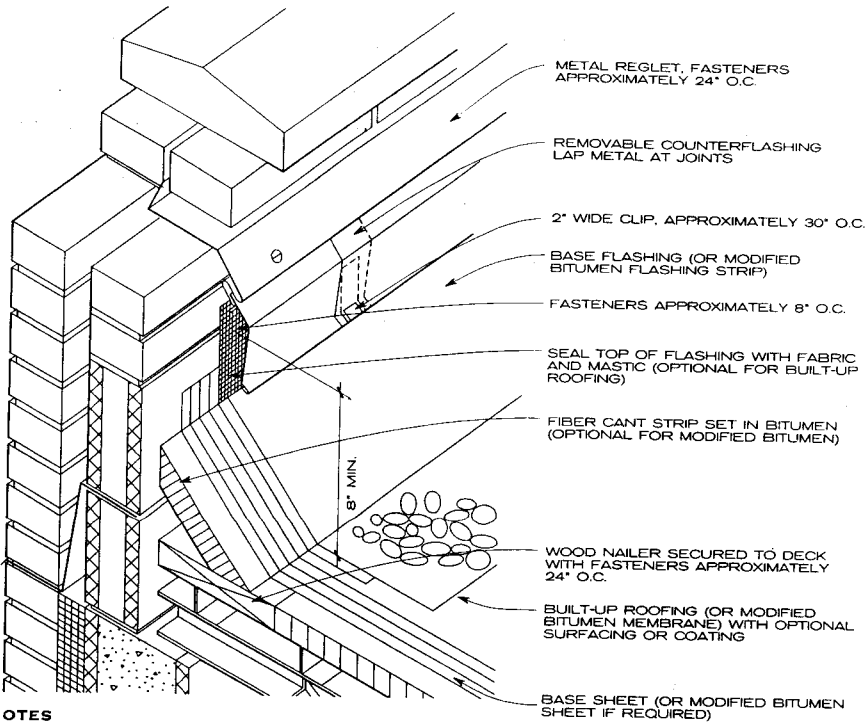 METAL REGLET, FASTENERS
APPROXIMATELY 24" O.C.
REMOVABLE COUNTERFLASHING
LAP METAL AT JOINTS
2" WIDE CLIP, APPROXIMATELY 30" O.C.
BASE FLASHING (OR MODIFIED
BITUMEN FLASHING STRIP)
FASTENERS APPROXIMATELY 8" O.C.
SEAL TOP OF FLASHING WITH FABRIC
AND MASTIC (OPTIONAL FOR BUILT-UP
ROOFING)
FIBER CANT STRIP SET IN BITUMEN
(OPTIONAL FOR MODIFIED BITUMEN)
8" MIN.
WOOD NAILER SECURED TO DECK
WITH FASTENERS APPROXIMATELY
24" O.C.
BUILT-UP ROOFING (OR MODIFIED
BITUMEN MEMBRANE) WITH OPTIONAL
SURFACING OR COATING
BASE SHEET (OR MODIFIED BITUMEN
SHEET IF REQUIRED)
OTES